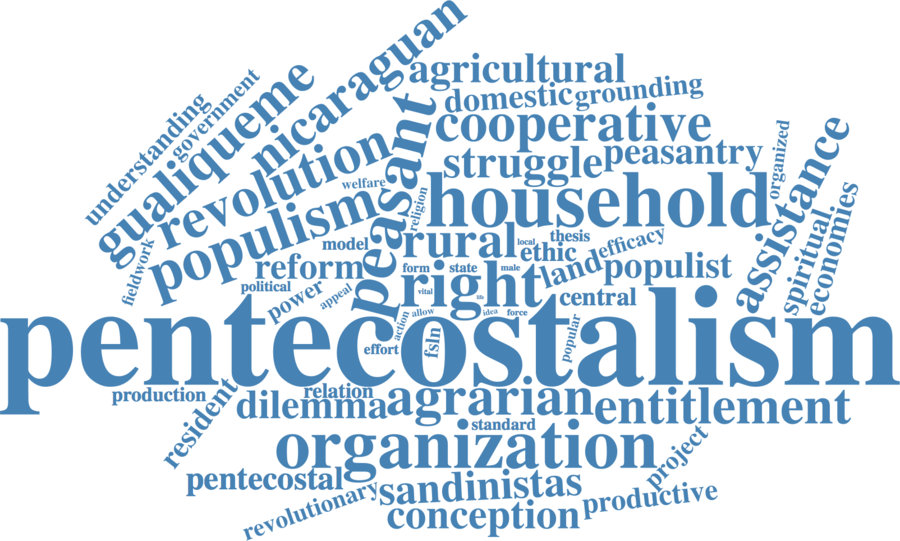 nicaraguan
agricultural
gualiqueme
understanding
government
domestic
grounding
cooperative
peasant
revolution
struggle
peasantry
organized
assistance
welfare
religion
household
populism
fieldwork
model
rural
local
thesis
ethic
efficacy
spiritual
economies
reform
form
state
male
land
populist
political
power
appeal
right
vital
life
central
pentecostalism
action
allow
idea
force
effort
fsln
popular
production
resident
relation
dilemma
agrarian
entitlement
standard
organization
project
pentecostal
sandinistas
revolutionary
productive
conception